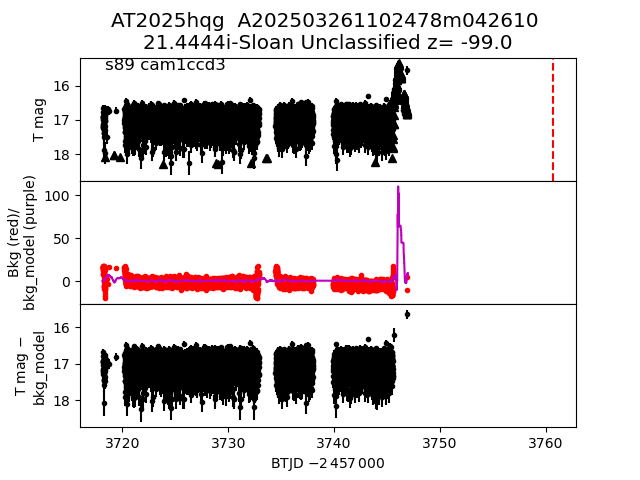 AT2025hqg A202503261102478m042610
21.4444i-Sloan Unclassified z= -99.0
s89 cam1ccd3
T mag
16
17
18
Bkg (red)/
bkg_model (purple)
100
50
0
T mag −
bkg_model
16
17
18
3720 3730 3740 3750 3760
BTJD −2 457 000